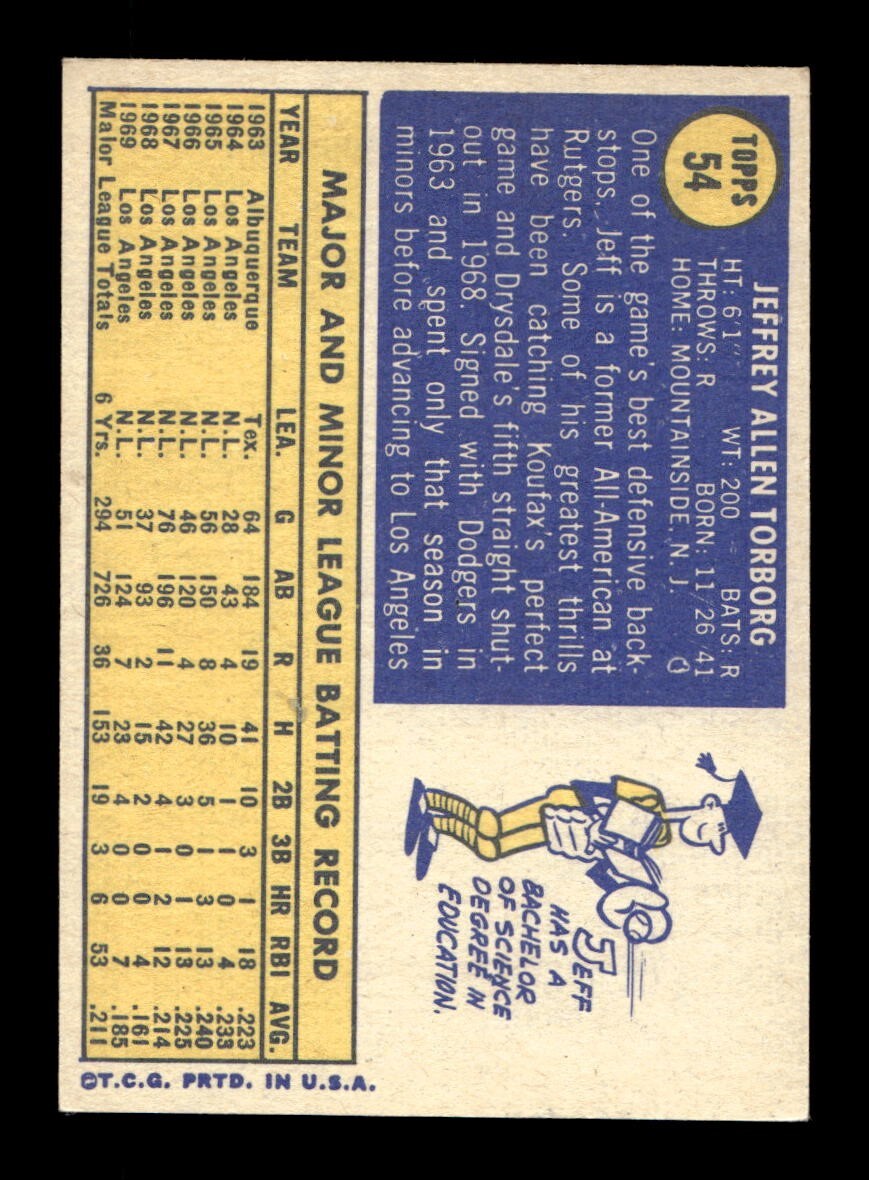 TOPPS
54
JEFFREY ALLEN TORBORG
HT: 6'1" WT: 200 BATS: R
THROWS: R BORN: 11/26/41
HOME: MOUNTAINSIDE, N. J.
One of the game's best defensive back-
stops, Jeff is a former All-American at
Rutgers. Some of his greatest thrills
have been catching Koufax's perfect
game and Drysdale's fifth straight shut-
out in 1968. Signed with Dodgers in
1963 and spent only that season in
minors before advancing to Los Angeles
JEFF
HAS A
BACHELOR
OF SCIENCE
DEGREE IN
EDUCATION.
MAJOR AND MINOR LEAGUE BATTING RECORD
YEAR TEAM LEA. G AB R H 2B 3B HR RBI AVG.
1963 Albuquerque Tex. 64 184 19 41 10 3 1 18 .223
1964 Los Angeles N.L. 28 43 4 10 1 1 0 4 .233
1965 Los Angeles N.L. 56 150 8 36 5 1 3 13 .240
1966 Los Angeles N.L. 46 120 4 27 3 0 1 13 .225
1967 Los Angeles N.L. 76 196 11 42 4 1 2 12 .214
1968 Los Angeles N.L. 37 93 2 15 2 0 0 4 .161
1969 Los Angeles N.L. 51 124 7 23 4 0 0 7 .185
Major League Totals 6 Yrs. 294 726 36 153 19 3 6 53 .211
©T.C.G. PRTD. IN U.S.A.